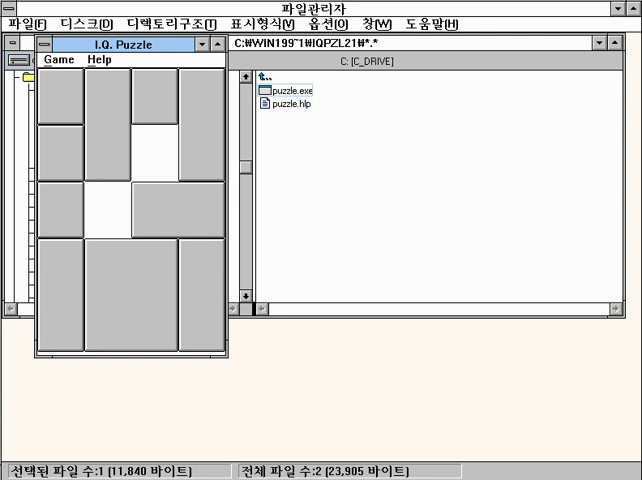 파일관리자
파일(F) 디스크(D) 디렉토리구조(T) 표시형식(V) 옵션(O) 창(W) 도움말(H)
I.Q. Puzzle
C:₩WIN199~1₩IQPZL21₩*.*
Game Help
C: [C_DRIVE]
puzzle.exe
puzzle.hlp
선택된 파일 수:1 (11,840 바이트) 전체 파일 수:2 (23,905 바이트)